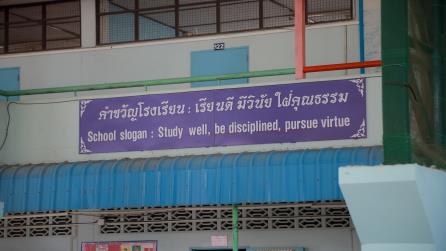 122
คำขวัญโรงเรียน : เรียนดี มีวินัย ใฝ่คุณธรรม
School slogan : Study well, be disciplined, pursue virtue